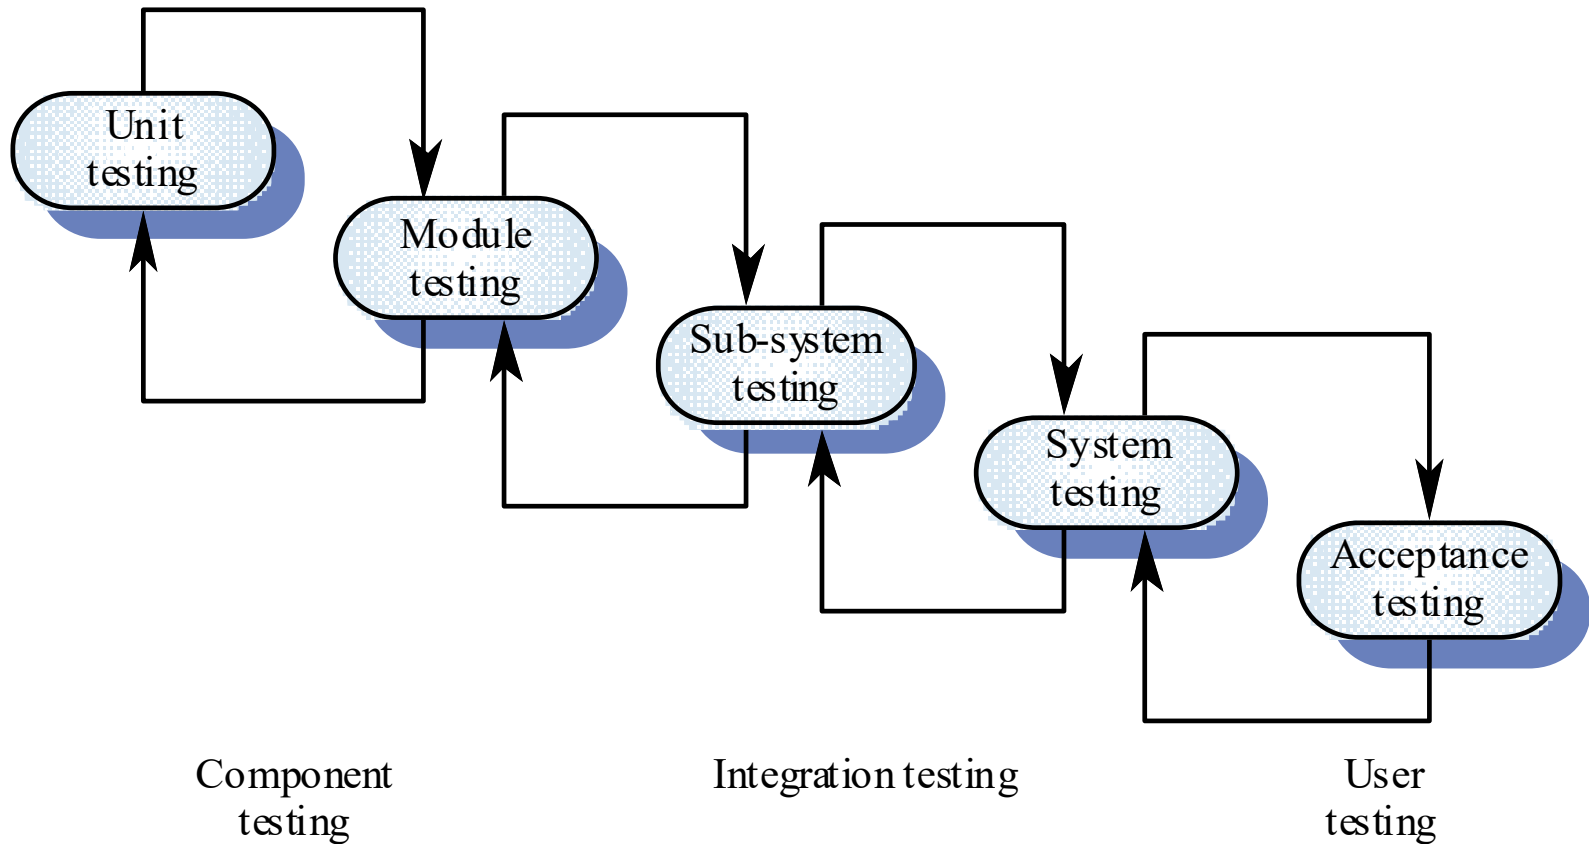 Unit
testing
Module
testing
Sub-system
testing
System
testing
Acceptance
testing
Component
testing
Integration testing
User
testing